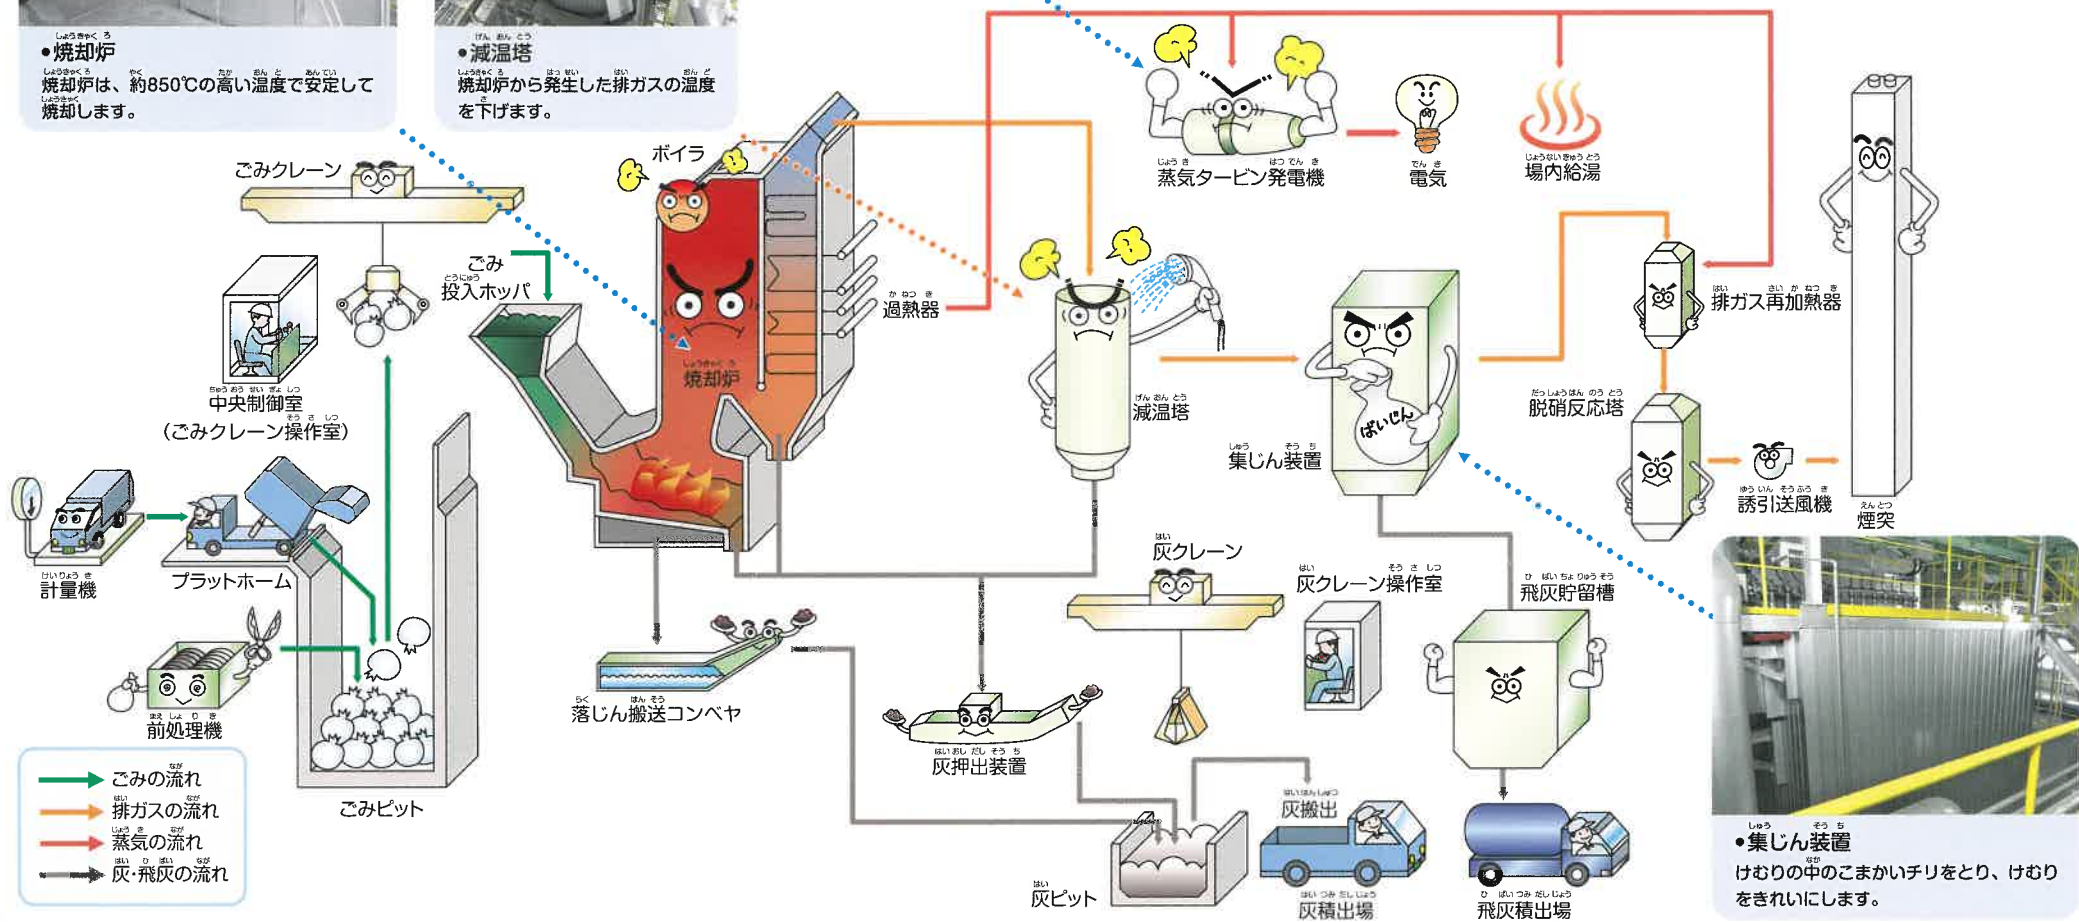 •焼却炉
焼却炉は、約850℃の高い温度で安定して
焼却します。
•減温塔
焼却炉から発生した排ガスの温度
を下げます。
ごみクレーン
ボイラ
蒸気タービン発電機
電気
場内給湯
ごみ
投入ホッパ
過熱器
排ガス再加熱器
焼却炉
中央制御室
(ごみクレーン操作室)
減温塔
ばいじん
集じん装置
脱硝反応塔
誘引送風機
煙突
計量機
プラットホーム
灰クレーン
灰クレーン操作室
飛灰貯留槽
前処理機
落じん搬送コンベヤ
灰押出装置
ごみピット
ごみの流れ
排ガスの流れ
蒸気の流れ
灰・飛灰の流れ
灰ピット
灰搬出
灰積出場
飛灰積出場
•集じん装置
けむりの中のこまかいチリをとり、けむり
をきれいにします。